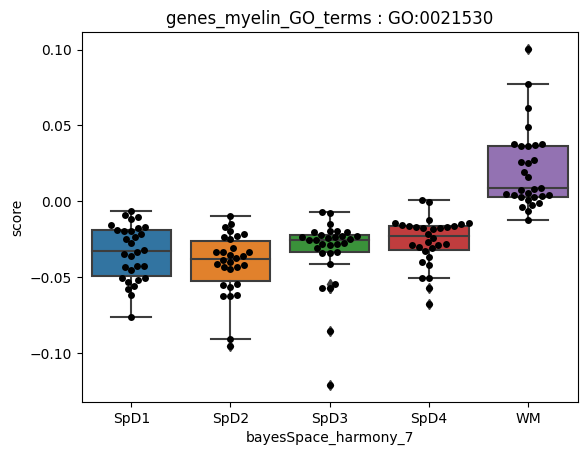 genes_myelin_GO_terms : GO:0021530
0.10
0.05
0.00
−0.05
−0.10
score
SpD1 SpD2 SpD3 SpD4 WM
bayesSpace_harmony_7